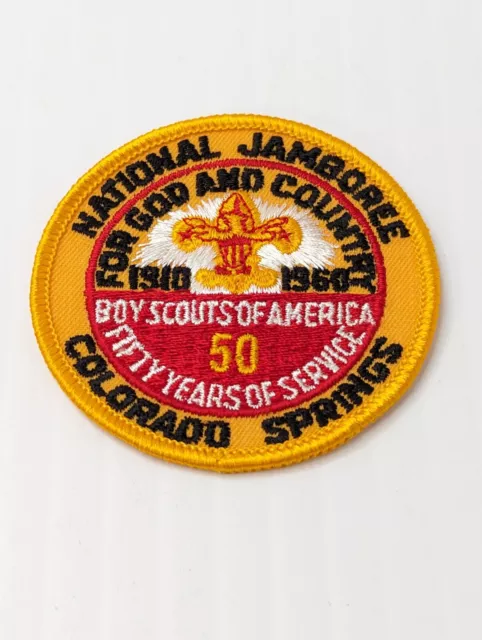 NATIONAL JAMBOREE
FOR GOD AND COUNTRY
1910 1960
BOY SCOUTS OF AMERICA
50
FIFTY YEARS OF SERVICE
COLORADO SPRINGS